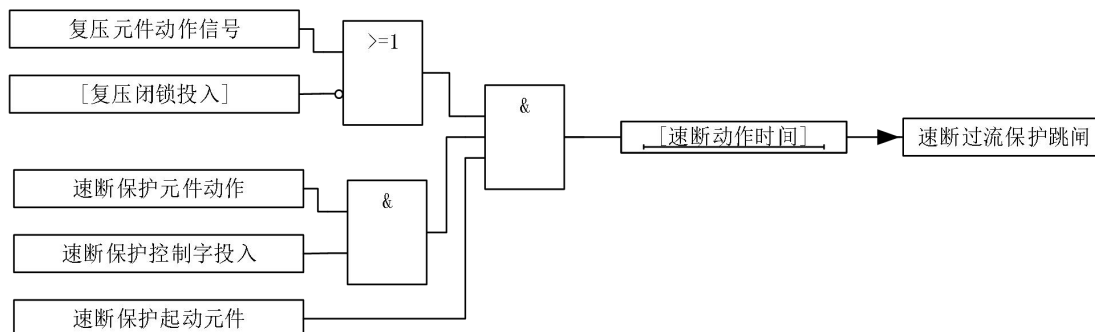 复压元件动作信号
>=1
[复压闭锁投入]
&
[速断动作时间]
速断过流保护跳闸
速断保护元件动作
&
速断保护控制字投入
速断保护起动元件